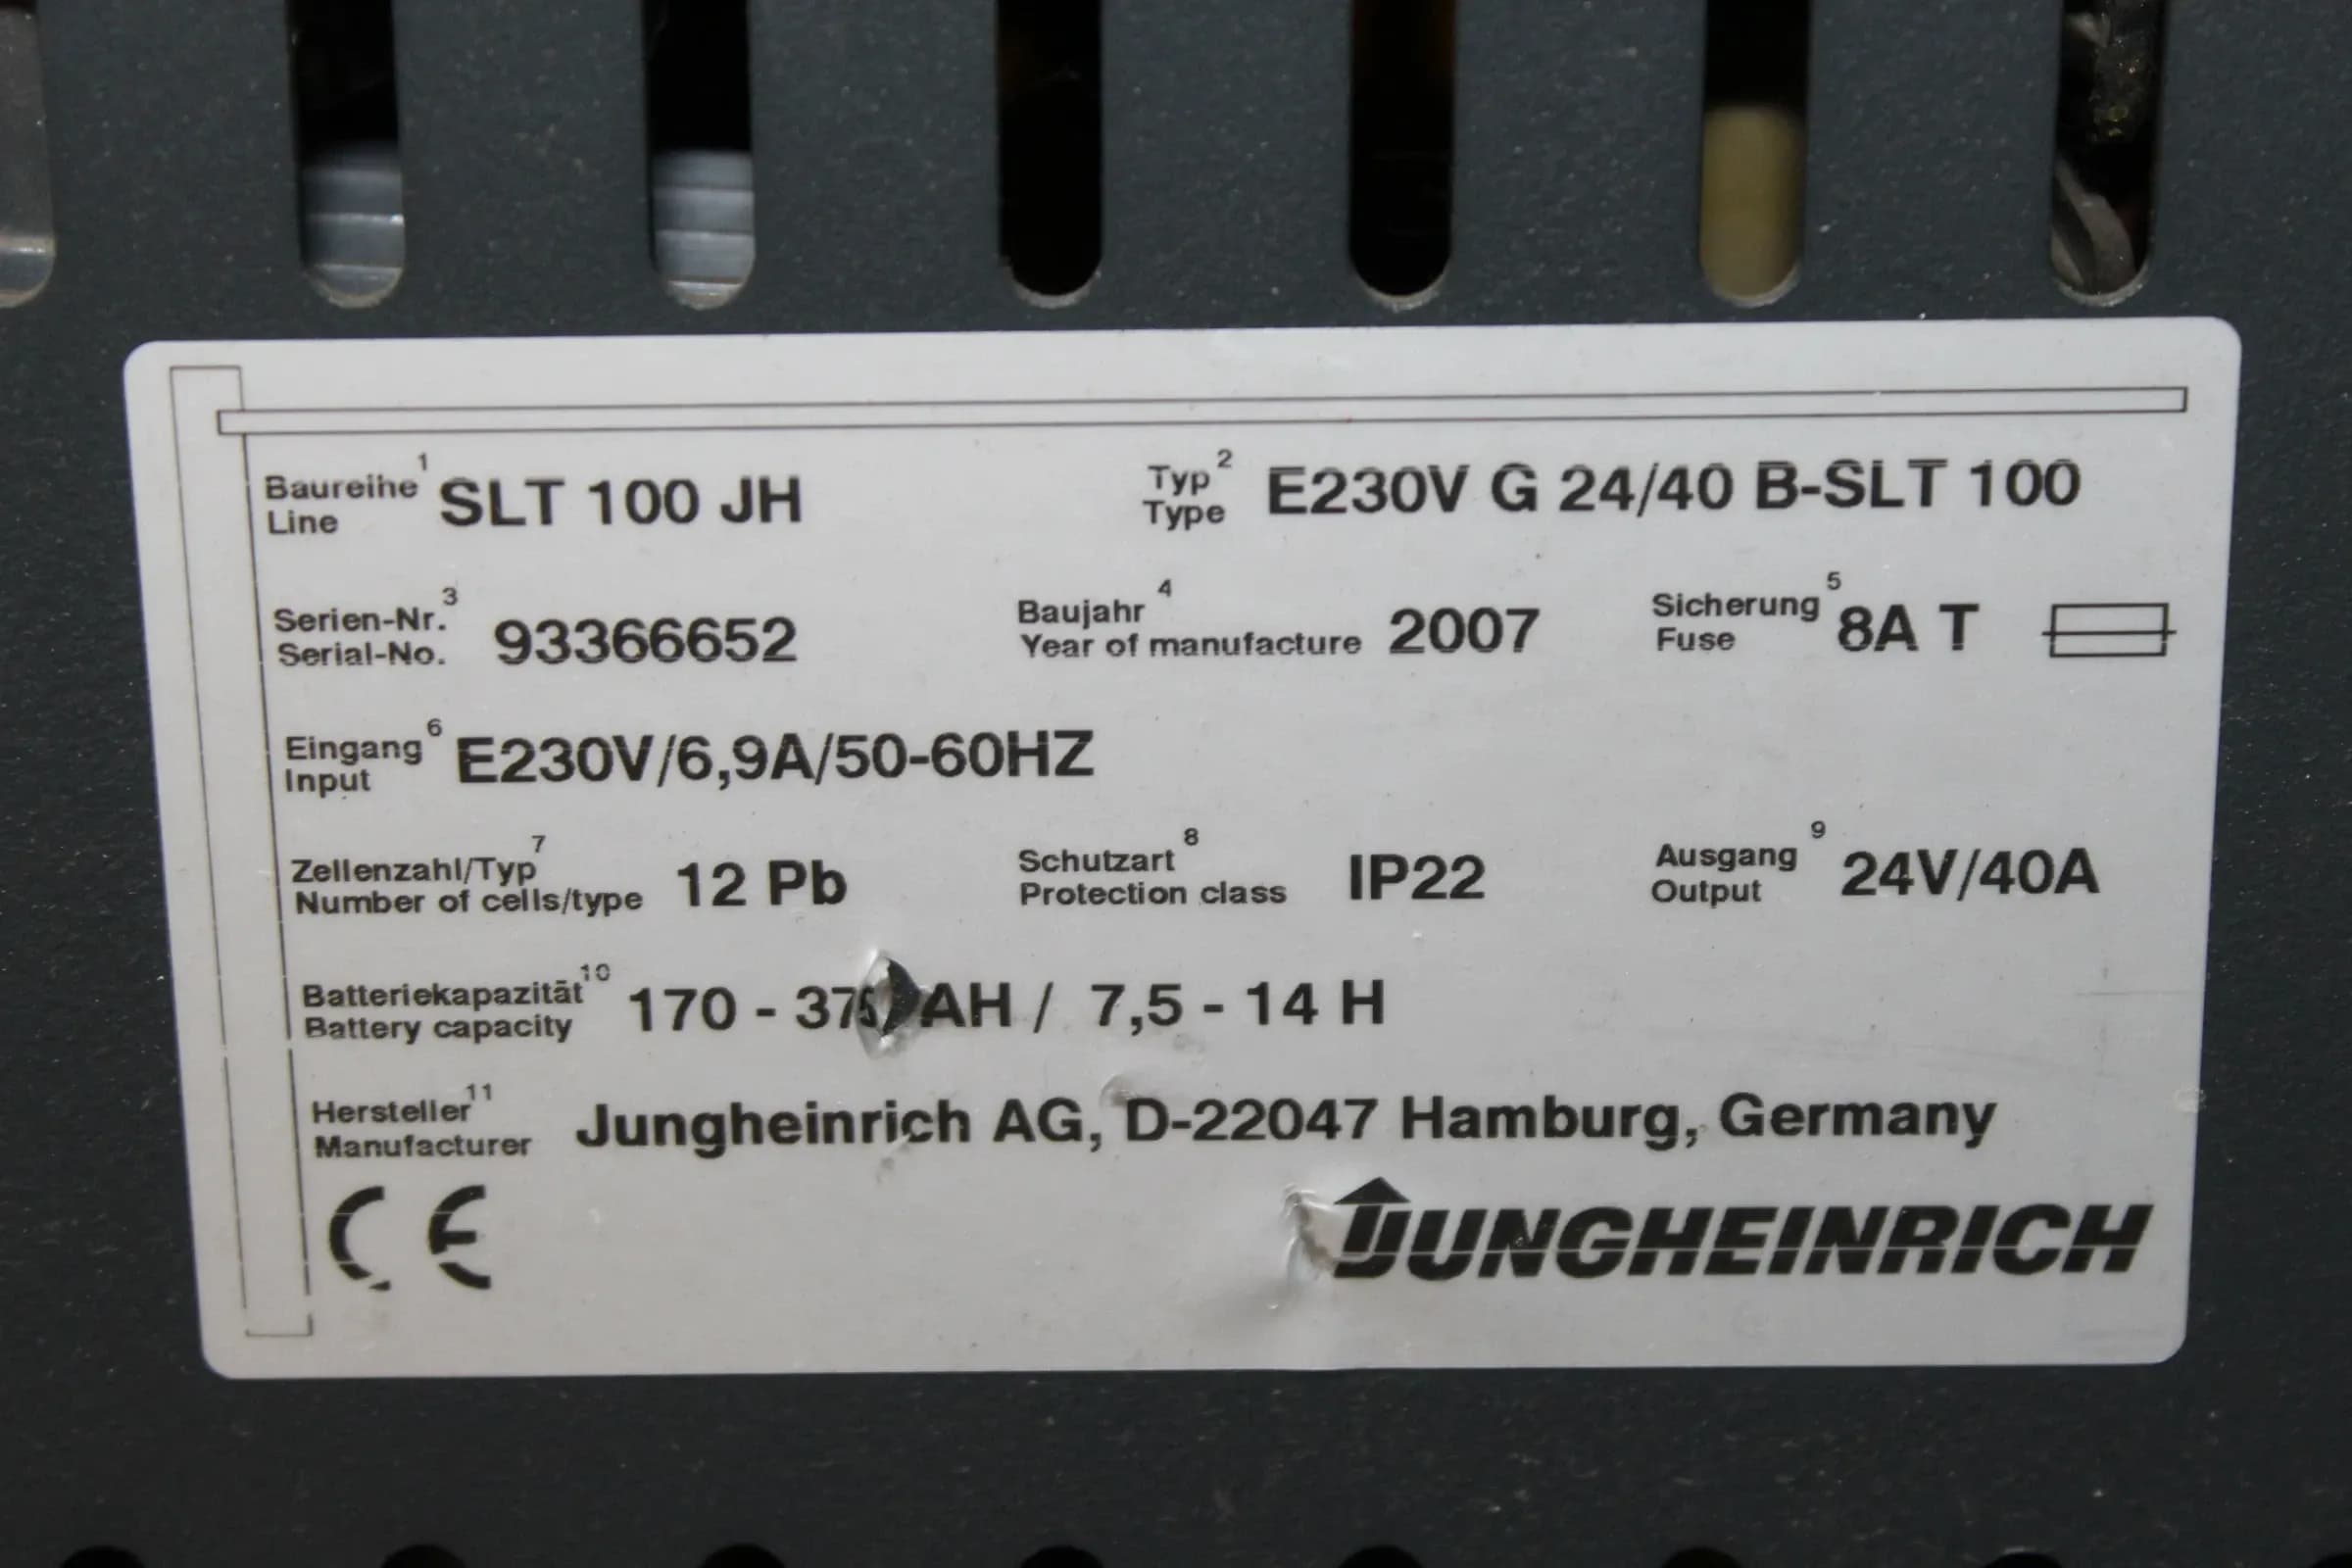 Baureihe 1 SLT 100 JH Typ 2 E230V G 24/40 B-SLT 100
Line Type
Serien-Nr. 3 93366652 Baujahr 4 2007 Sicherung 5 8A T
Serial-No. Year of manufacture Fuse
Eingang 6 E230V/6,9A/50-60HZ
Input
Zellenzahl/Typ 7 12 Pb Schutzart 8 IP22 Ausgang 9 24V/40A
Number of cells/type Protection class Output
Batteriekapazität 10 170 - AH / 7,5 - 14 H
Battery capacity
Hersteller 11 Jungheinrich AG, D-22047 Hamburg, Germany
Manufacturer
CE JUNGHEINRICH